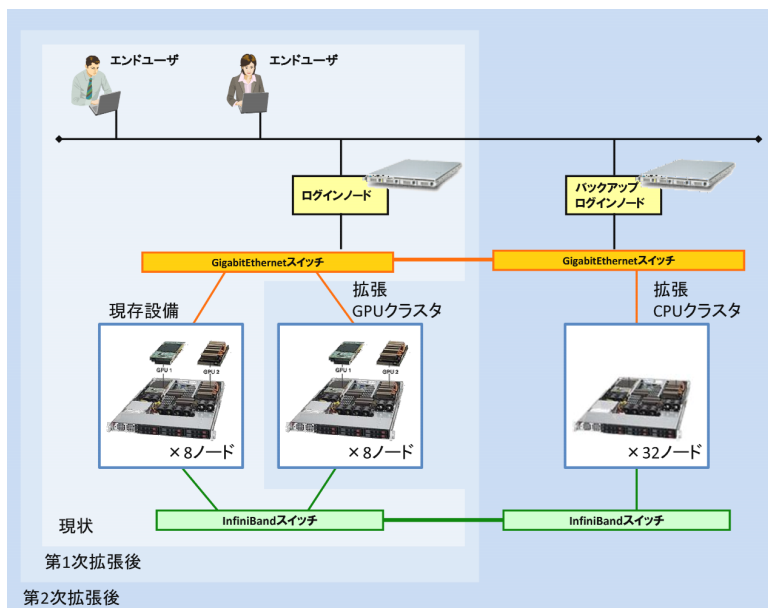 エンドユーザ
エンドユーザ
ログインノード
バックアップ
ログインノード
GigabitEthernetスイッチ
GigabitEthernetスイッチ
現存設備
拡張
GPUクラスタ
拡張
CPUクラスタ
GPU 1
GPU 2
×8ノード
GPU 1
GPU 2
×8ノード
×32ノード
InfiniBandスイッチ
InfiniBandスイッチ
現状
第1次拡張後
第2次拡張後